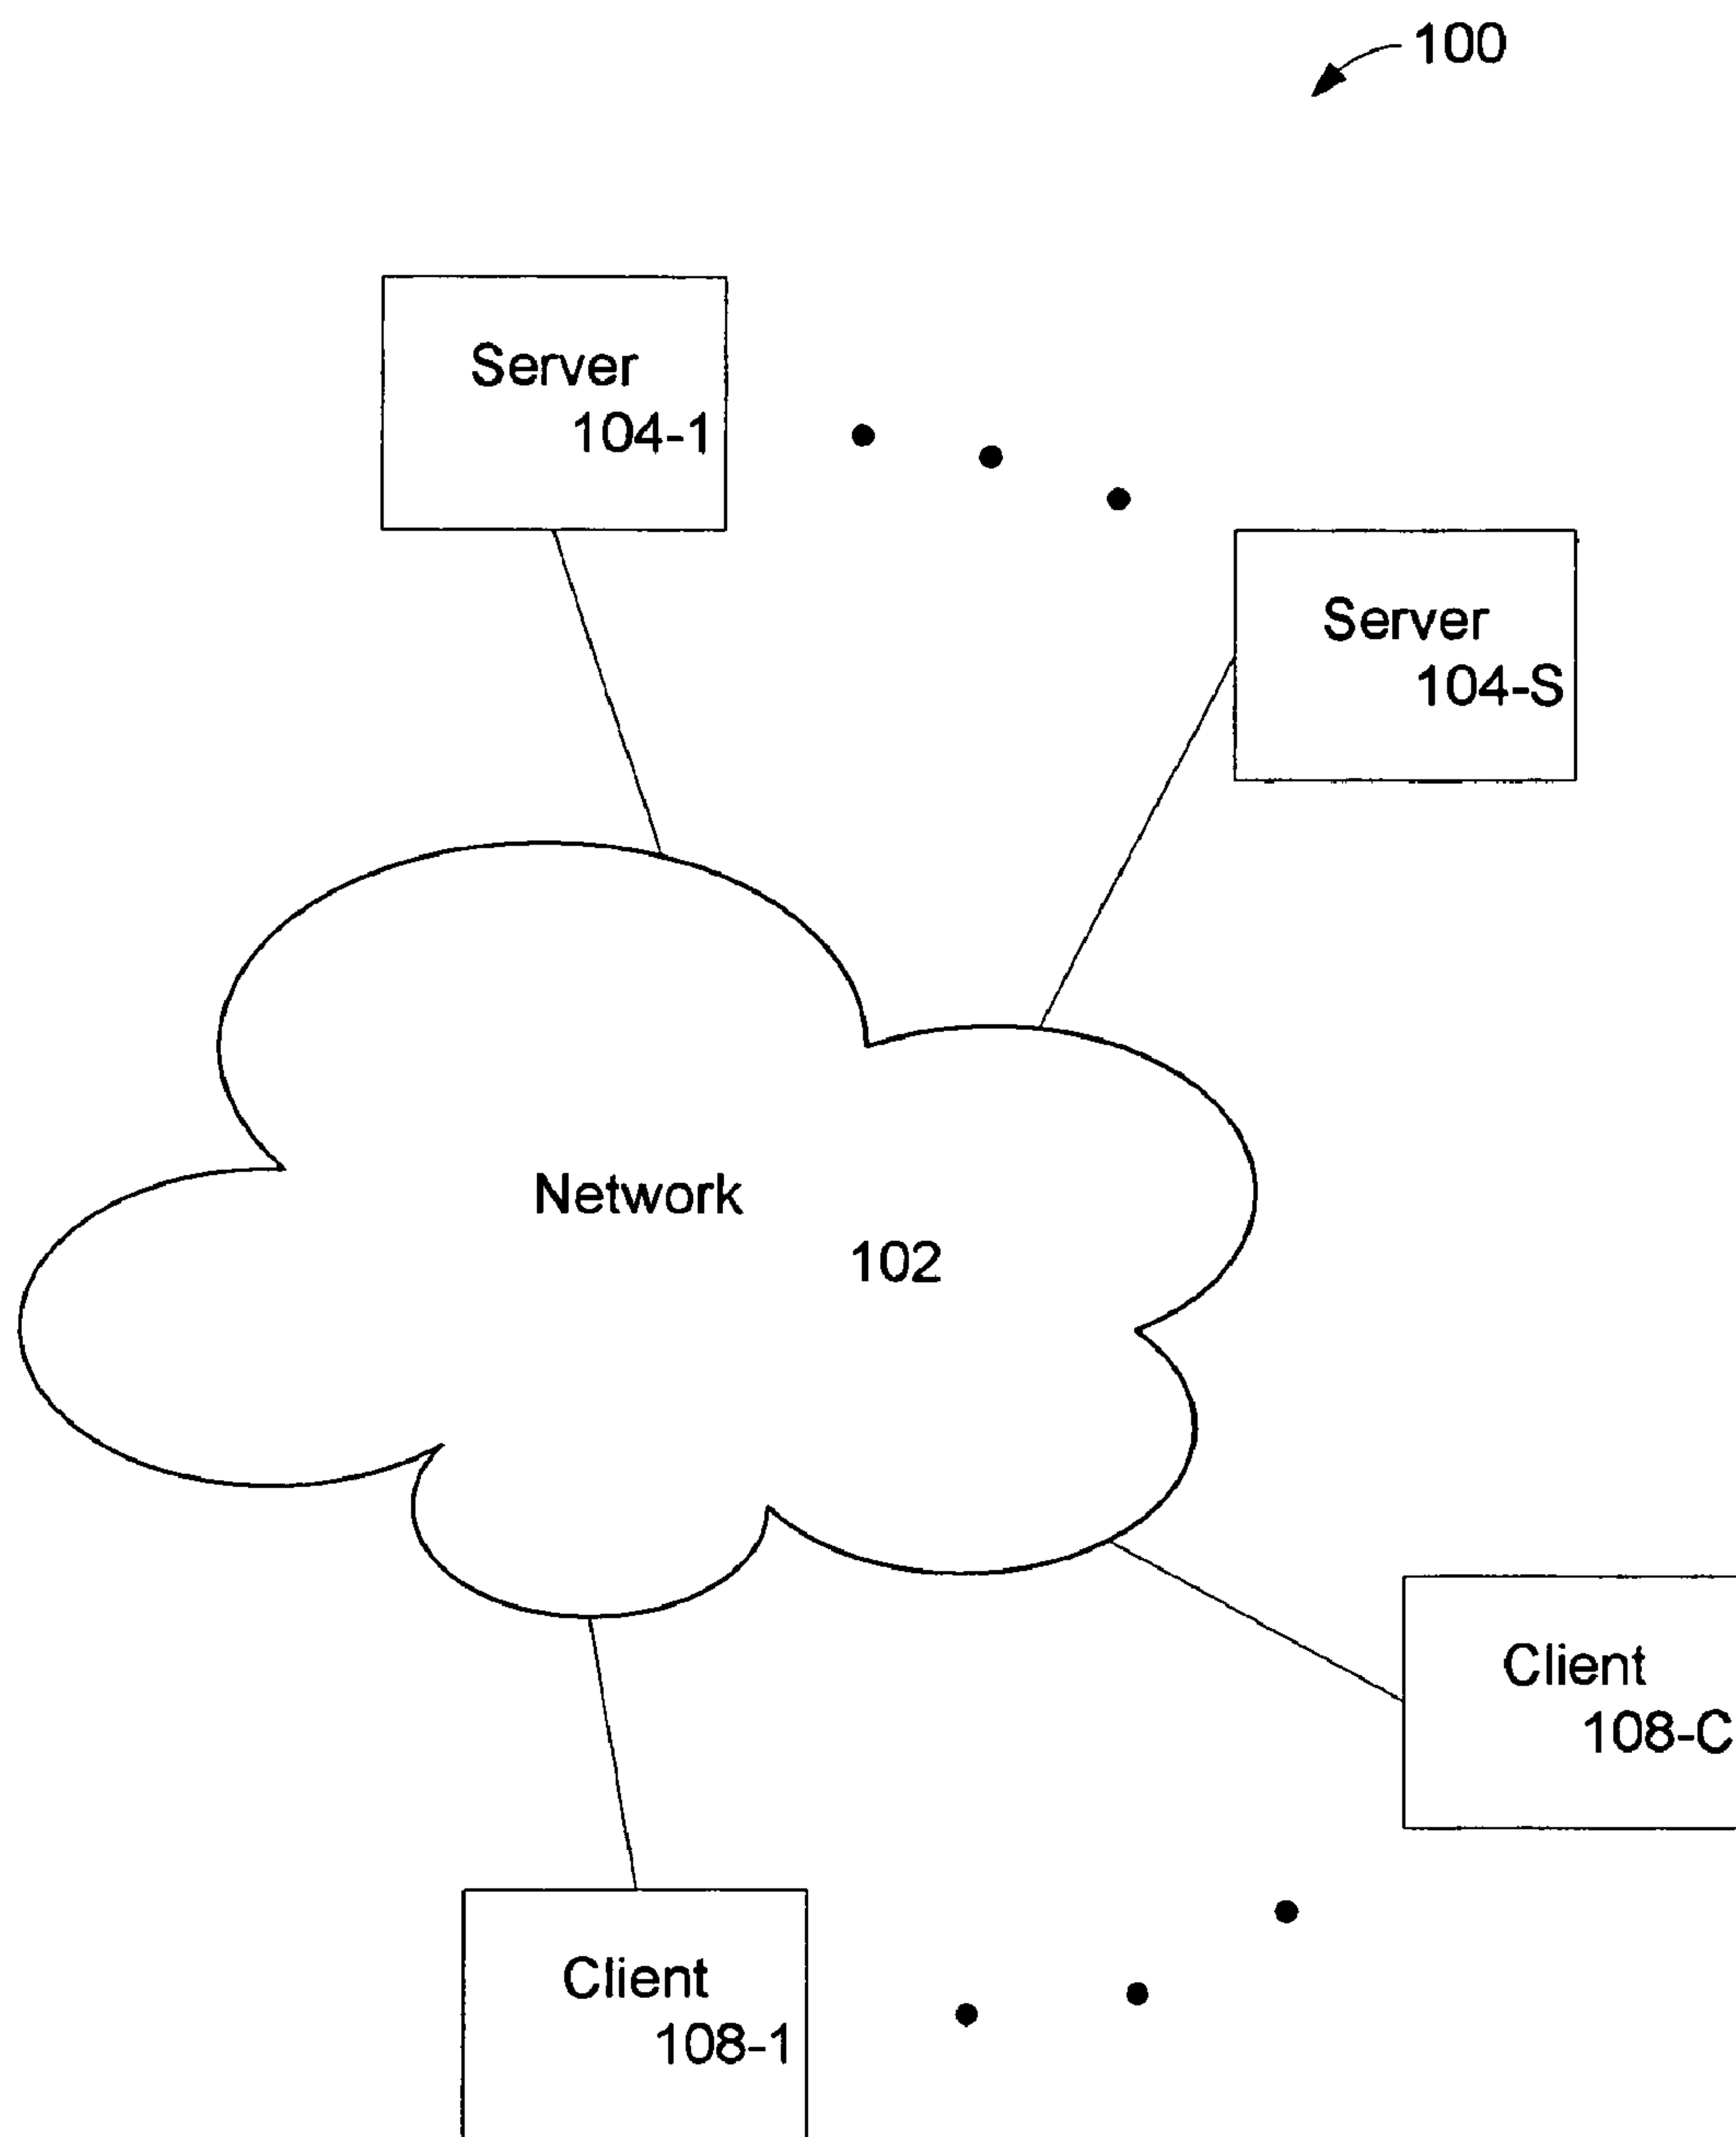 100
Server
104-1
Server
104-S
Network
102
Client
108-C
Client
108-1